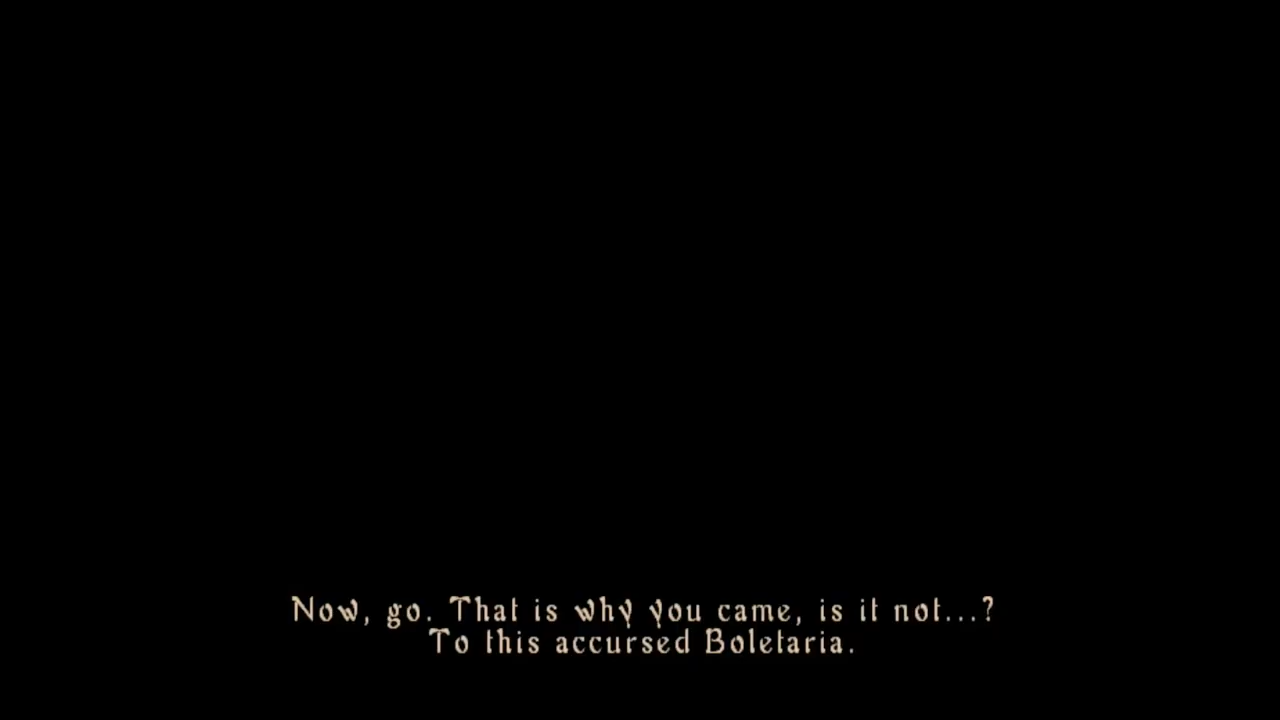 Now, go. That is why you came, is it not...?
To this accursed Boletaria.